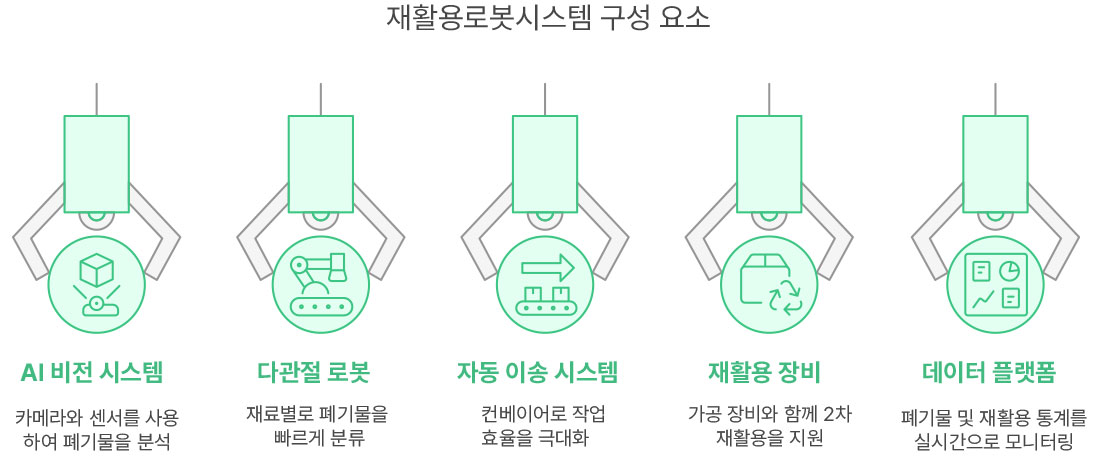 재활용로봇시스템 구성 요소
AI 비전 시스템
카메라와 센서를 사용
하여 폐기물을 분석
다관절 로봇
재료별로 폐기물을
빠르게 분류
자동 이송 시스템
컨베이어로 작업
효율을 극대화
재활용 장비
가공 장비와 함께 2차
재활용을 지원
데이터 플랫폼
폐기물 및 재활용 통계를
실시간으로 모니터링